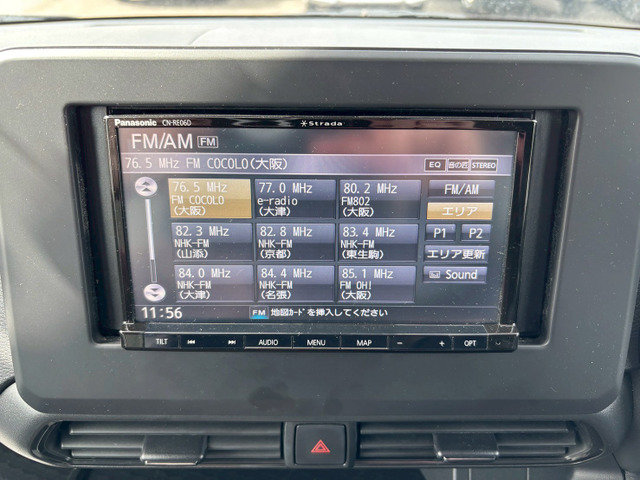 Panasonic CN-RE06D Strada
FM/AM FM
76.5 MHz FM COCOLO(大阪) EQ 音の匠 STEREO
76.5 MHz
FM COCOLO
(大阪)
77.0 MHz
e-radio
(大津)
80.2 MHz
FM802
(大阪)
FM/AM
エリア
82.3 MHz
NHK-FM
(山添)
82.8 MHz
NHK-FM
(京都)
83.4 MHz
NHK-FM
(東生駒)
P1 P2
エリア更新
84.0 MHz
NHK-FM
(大津)
84.4 MHz
NHK-FM
(名張)
85.1 MHz
FM OH!
(大阪)
Sound
11:56 FM 地図ｶｰﾄﾞを挿入してください
TILT AUDIO MENU MAP − + OPT